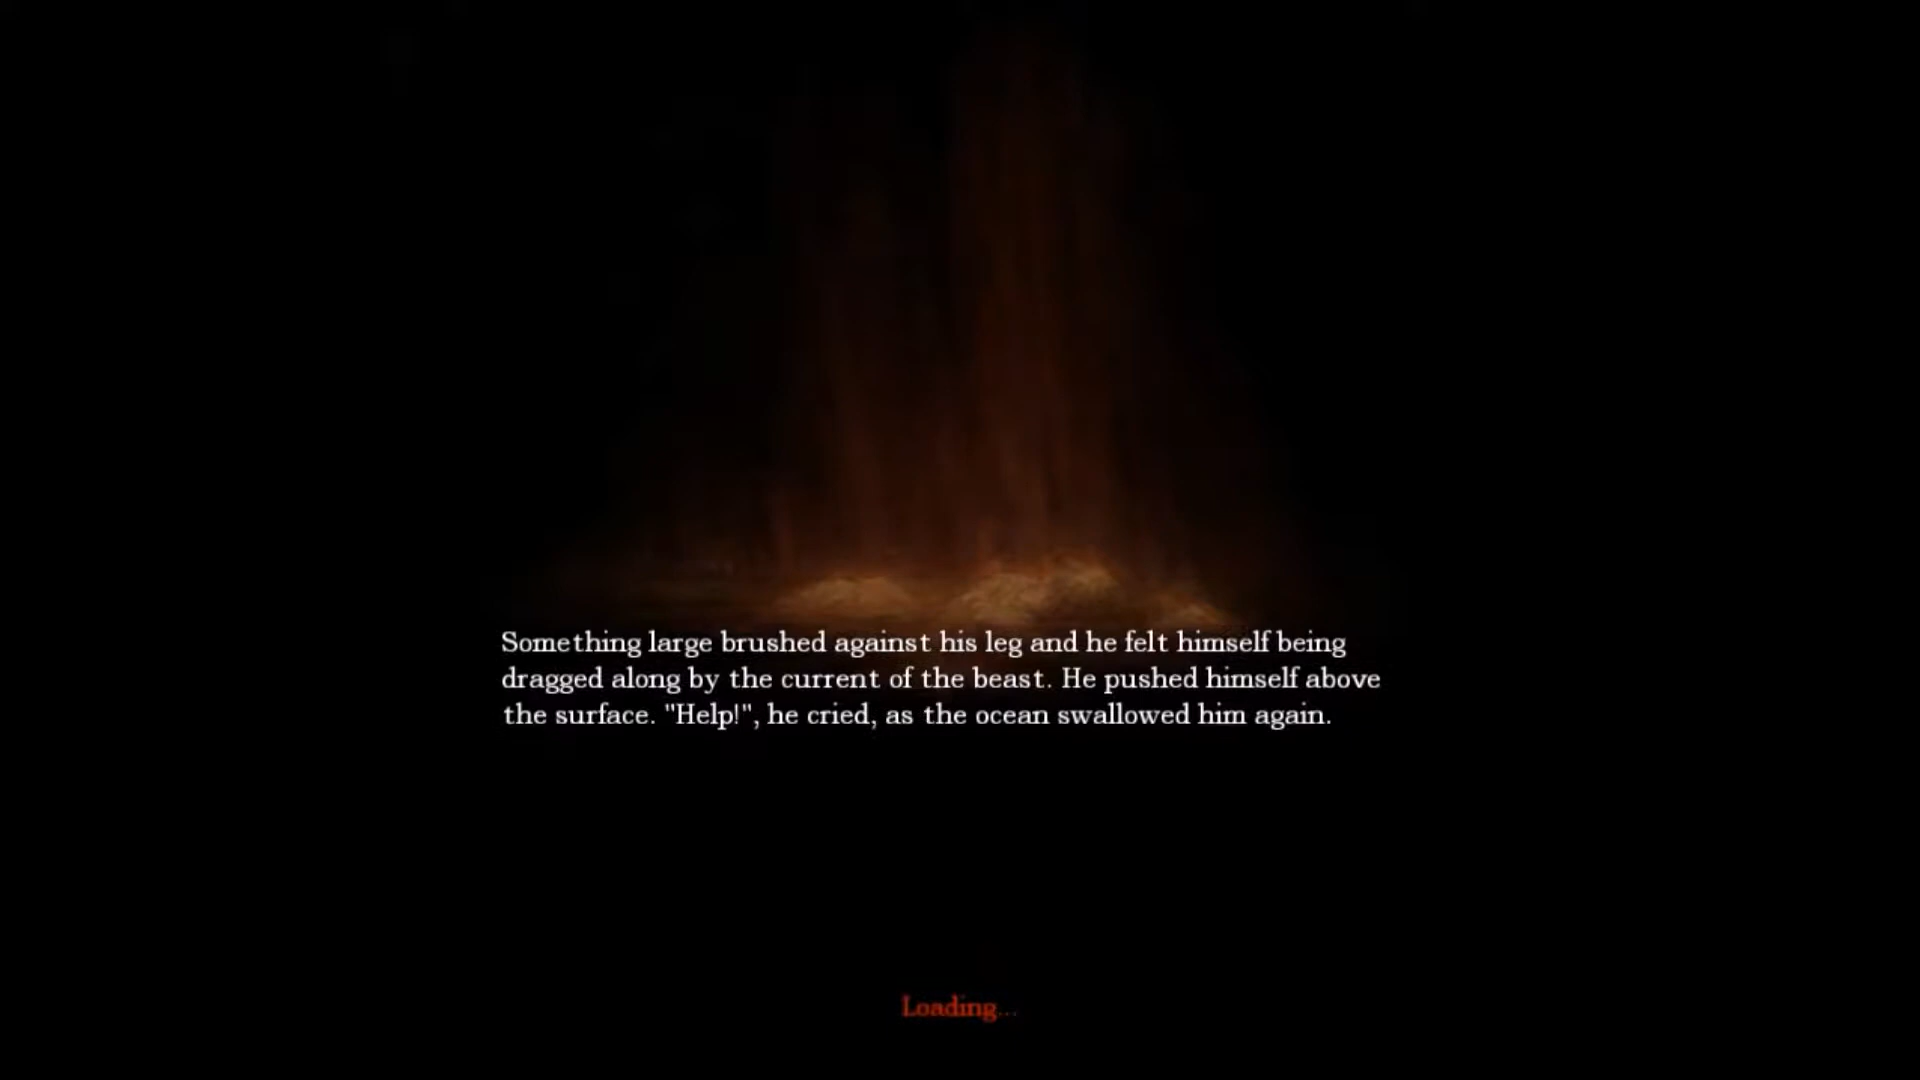 Something large brushed against his leg and he felt himself being
dragged along by the current of the beast. He pushed himself above
the surface. "Help!", he cried, as the ocean swallowed him again.
Loading...